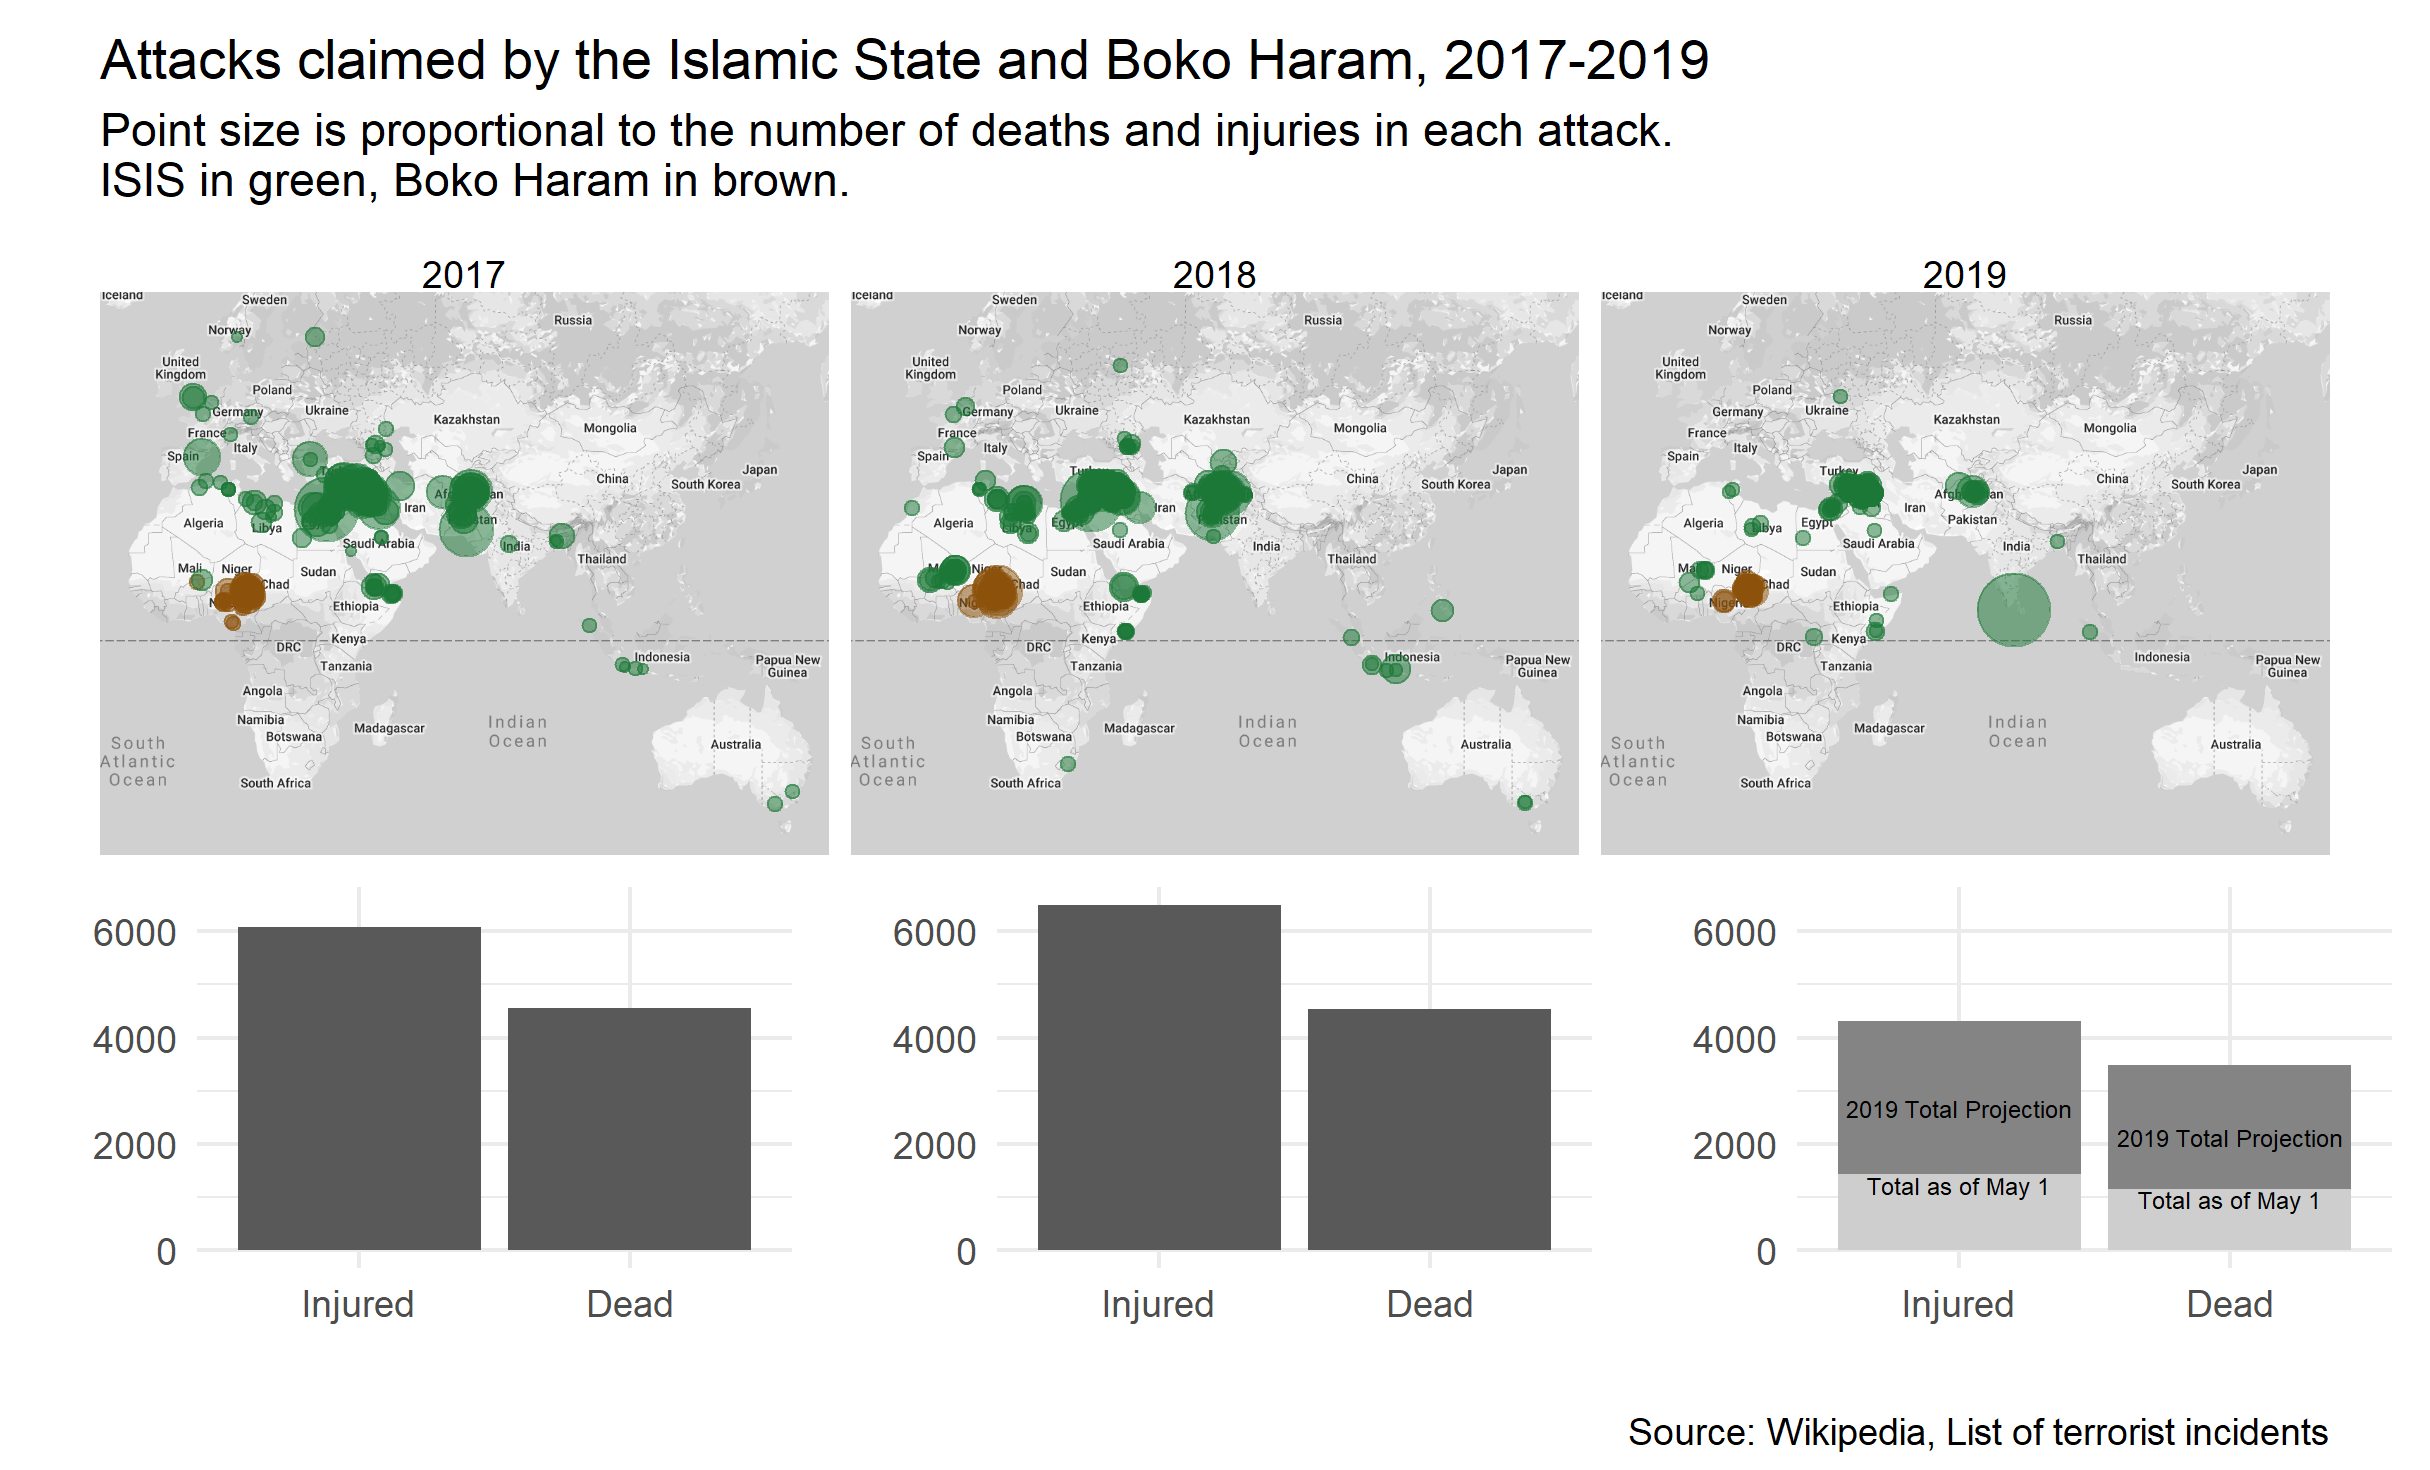 Attacks claimed by the Islamic State and Boko Haram, 2017-2019
Point size is proportional to the number of deaths and injuries in each attack.
ISIS in green, Boko Haram in brown.
2017
Iceland
Sweden
Norway
Russia
United
Kingdom
Poland
Germany
Ukraine
Kazakhstan
Mongolia
France
Italy
Spain
Japan
China
South Korea
Iran
Algeria
Libya
Saudi Arabia
India
Thailand
Mali
Niger
Chad
Sudan
Ethiopia
Kenya
DRC
Indonesia
Tanzania
Papua New
Guinea
Angola
Namibia
Madagascar
Botswana
Indian
Ocean
Australia
South
Atlantic
Ocean
South Africa
2018
Iceland
Sweden
Norway
Russia
United
Kingdom
Poland
Germany
Ukraine
Kazakhstan
Mongolia
France
Italy
Spain
Japan
China
South Korea
Iran
Algeria
Libya
Egypt
Saudi Arabia
India
Thailand
Chad
Sudan
Ethiopia
Kenya
DRC
Indonesia
Tanzania
Papua New
Guinea
Angola
Namibia
Madagascar
Botswana
Indian
Ocean
Australia
South
Atlantic
Ocean
South Africa
2019
Iceland
Sweden
Norway
Russia
United
Kingdom
Poland
Germany
Ukraine
Kazakhstan
Mongolia
France
Italy
Spain
Japan
Turkey
China
South Korea
Iran
Pakistan
Algeria
Libya
Egypt
Saudi Arabia
India
Thailand
Niger
Chad
Sudan
Ethiopia
Kenya
DRC
Indonesia
Tanzania
Papua New
Guinea
Angola
Namibia
Madagascar
Botswana
Indian
Ocean
Australia
South
Atlantic
Ocean
South Africa
6000
4000
2000
0
Injured
Dead
6000
4000
2000
0
Injured
Dead
6000
4000
2000
0
2019 Total Projection
Total as of May 1
2019 Total Projection
Total as of May 1
Injured
Dead
Source: Wikipedia, List of terrorist incidents